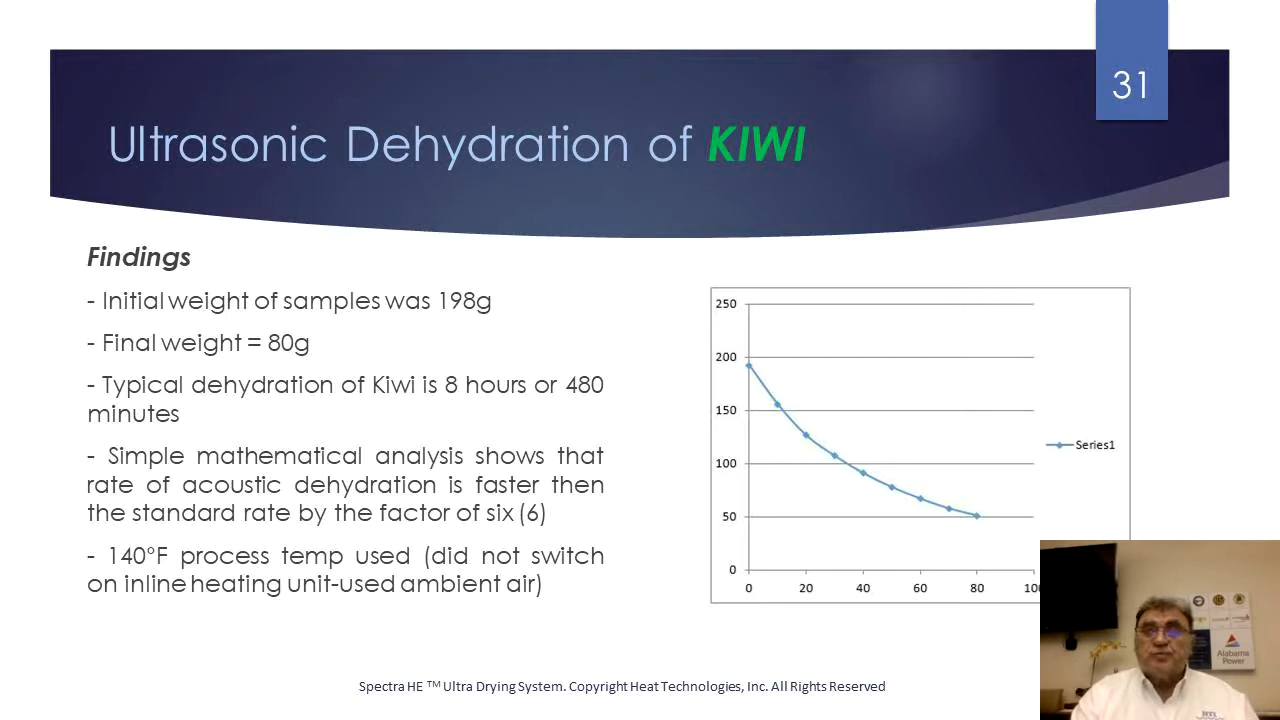 31
Ultrasonic Dehydration of KIWI
Findings
- Initial weight of samples was 198g
- Final weight = 80g
- Typical dehydration of Kiwi is 8 hours or 480
minutes
- Simple mathematical analysis shows that
rate of acoustic dehydration is faster then
the standard rate by the factor of six (6)
- 140°F process temp used (did not switch
on inline heating unit-used ambient air)
250
200
150
100
50
0
0 20 40 60 80 10
Series1
Alabama
Power
HTI
Spectra HE TM Ultra Drying System. Copyright Heat Technologies, Inc. All Rights Reserved